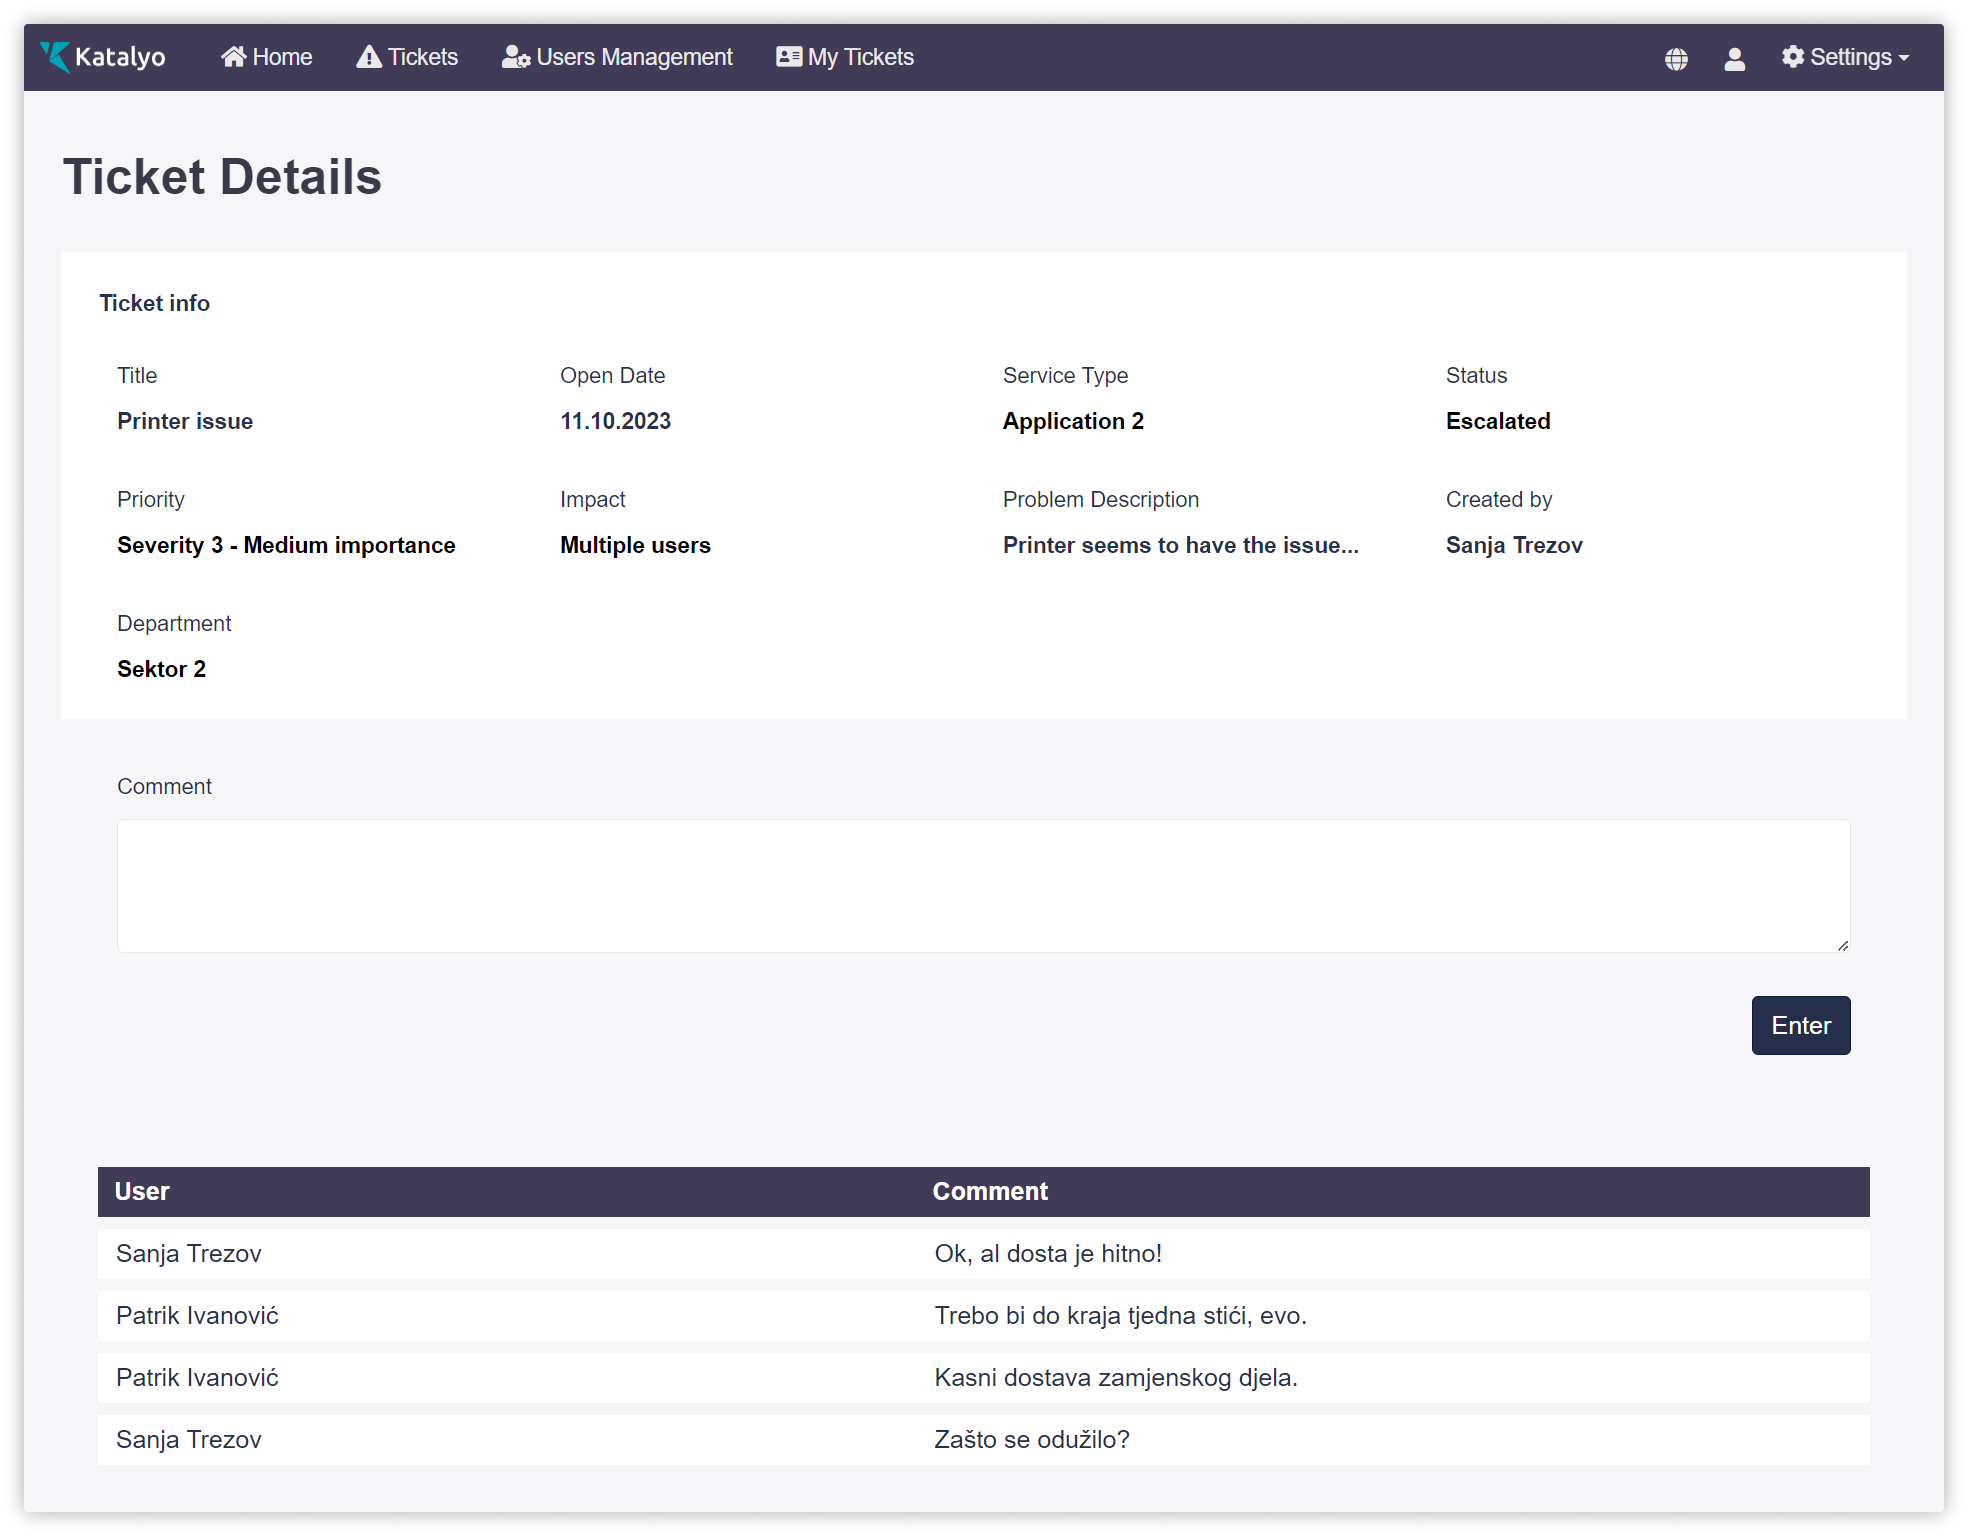 Katalyo Home Tickets Users Management My Tickets Settings
Ticket Details
Ticket info
Title Open Date Service Type Status
Printer issue 11.10.2023 Application 2 Escalated
Priority Impact Problem Description Created by
Severity 3 - Medium importance Multiple users Printer seems to have the issue... Sanja Trezov
Department
Sektor 2
Comment
Enter
User Comment
Sanja Trezov Ok, al dosta je hitno!
Patrik Ivanović Trebo bi do kraja tjedna stići, evo.
Patrik Ivanović Kasni dostava zamjenskog djela.
Sanja Trezov Zašto se odužilo?